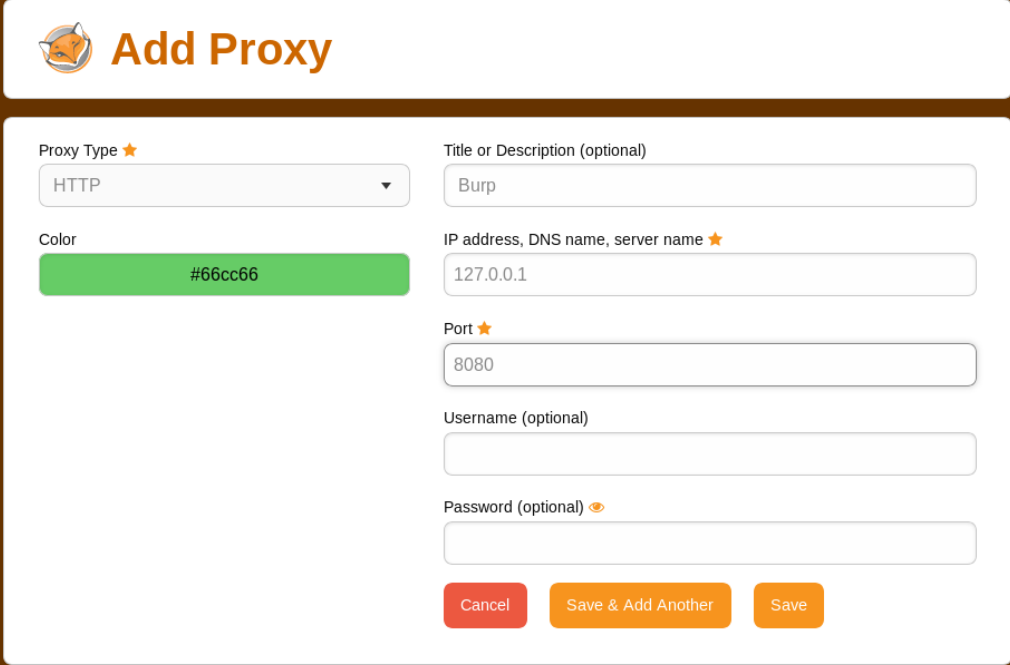 Add Proxy
Proxy Type
HTTP
Color
#66cc66
Title or Description (optional)
Burp
IP address, DNS name, server name
127.0.0.1
Port
8080
Username (optional)
Password (optional)
Cancel
Save & Add Another
Save